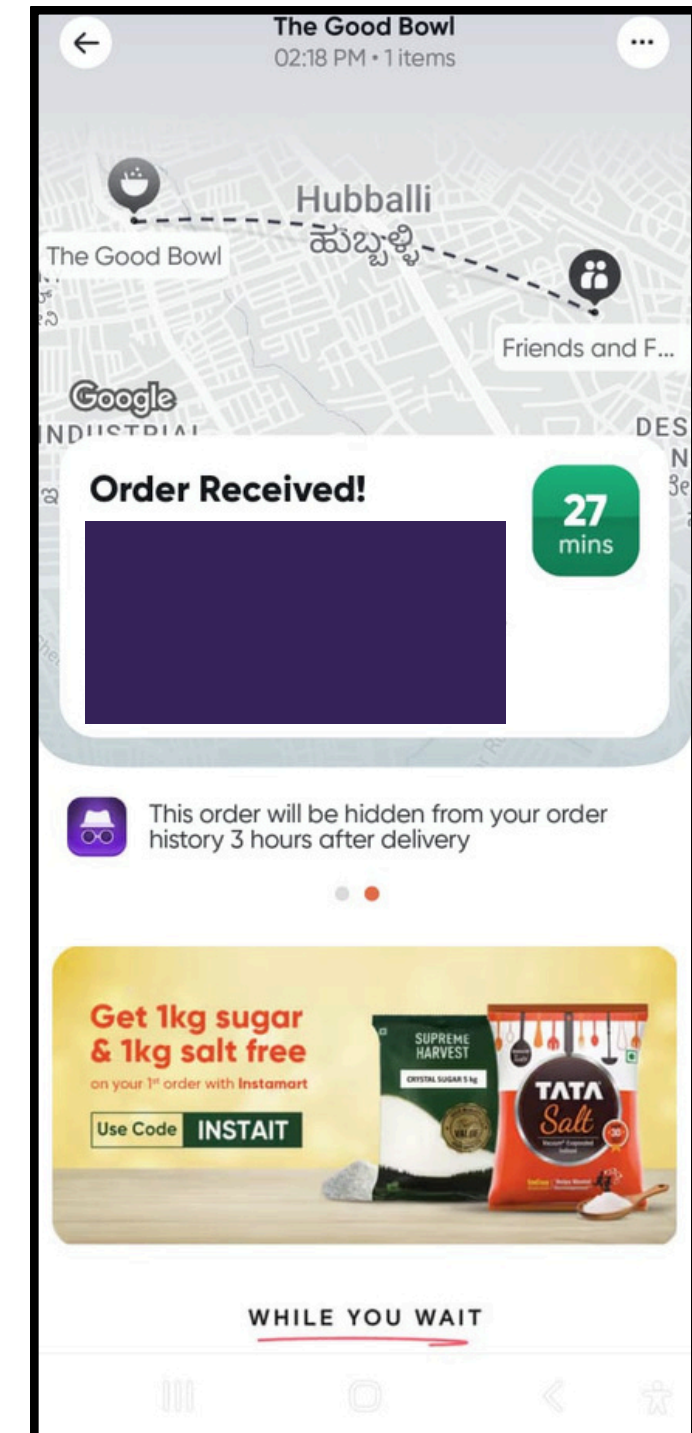 The Good Bowl
02:18 PM • 1 items
Hubballi
ಹುಬ್ಬಳ್ಳಿ
The Good Bowl
Friends and F...
Google
INDUSTRIAL
DES
N
Order Received!
27
mins
This order will be hidden from your order
history 3 hours after delivery
Get 1kg sugar
& 1kg salt free
on your 1st order with Instamart
Use Code INSTAIT
SUPREME
HARVEST
CRYSTAL SUGAR 5 kg
TATA
Salt
WHILE YOU WAIT